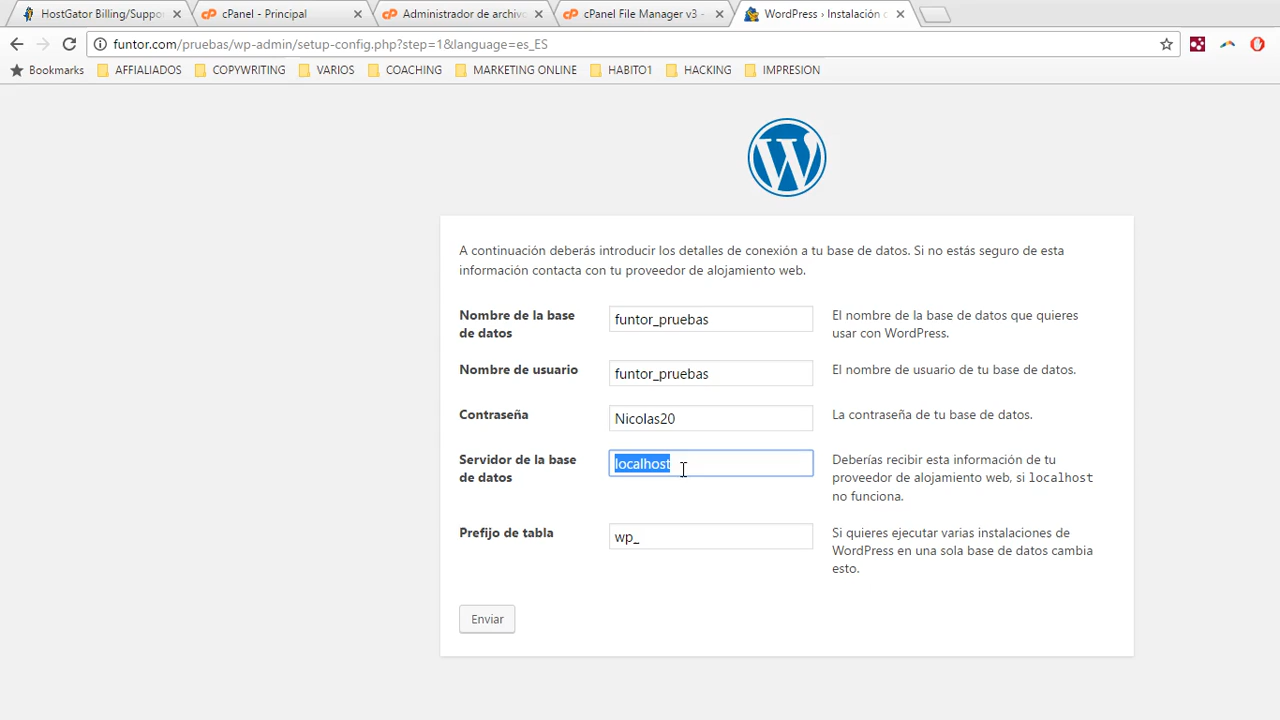 HostGator Billing/Suppo
cPanel - Principal
Administrador de archivo
cPanel File Manager v3 -
WordPress › Instalación
funtor.com/pruebas/wp-admin/setup-config.php?step=1&language=es_ES
Bookmarks
AFFIALIADOS
COPYWRITING
VARIOS
COACHING
MARKETING ONLINE
HABITO1
HACKING
IMPRESION
A continuación deberás introducir los detalles de conexión a tu base de datos. Si no estás seguro de esta
información contacta con tu proveedor de alojamiento web.
Nombre de la base
de datos
funtor_pruebas
El nombre de la base de datos que quieres
usar con WordPress.
Nombre de usuario
funtor_pruebas
El nombre de usuario de tu base de datos.
Contraseña
Nicolas20
La contraseña de tu base de datos.
Servidor de la base
de datos
localhost
Deberías recibir esta información de tu
proveedor de alojamiento web, si localhost
no funciona.
Prefijo de tabla
wp_
Si quieres ejecutar varias instalaciones de
WordPress en una sola base de datos cambia
esto.
Enviar